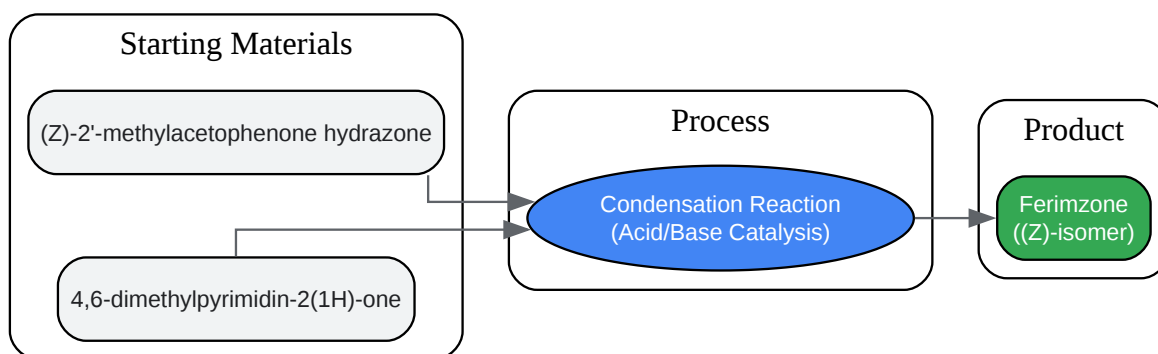 Starting Materials
(Z)-2'-methylacetophenone hydrazone
4,6-dimethylpyrimidin-2(1H)-one
Process
Condensation Reaction
(Acid/Base Catalysis)
Product
Ferimzone
((Z)-isomer)